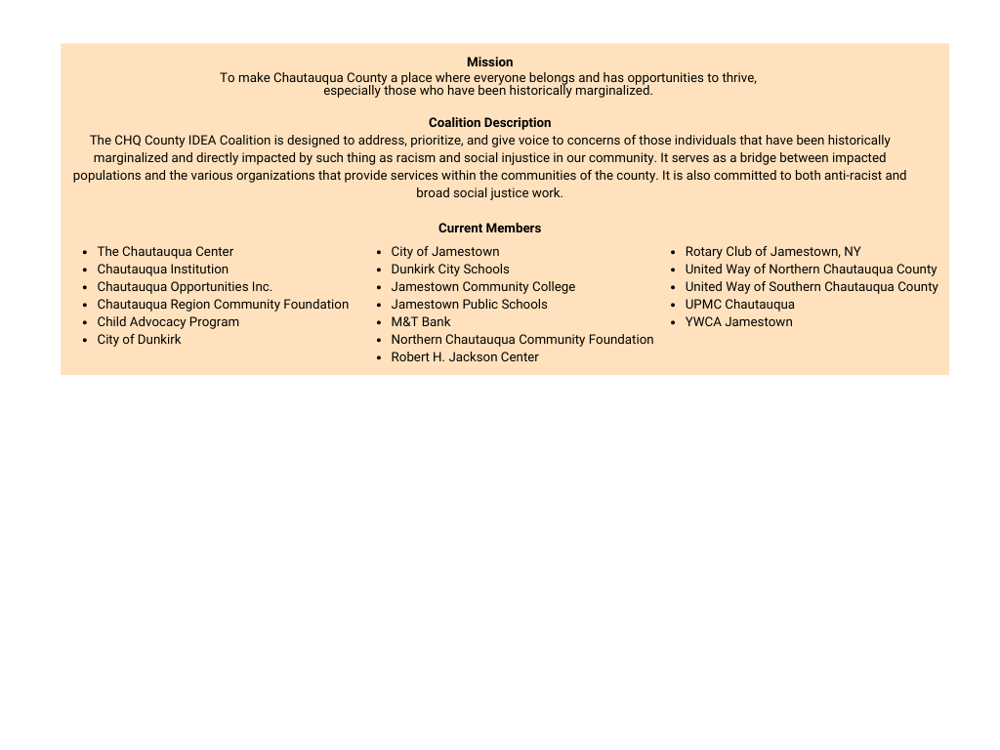 Mission
To make Chautauqua County a place where everyone belongs and has opportunities to thrive,
especially those who have been historically marginalized.
Coalition Description
The CHQ County IDEA Coalition is designed to address, prioritize, and give voice to concerns of those individuals that have been historically
marginalized and directly impacted by such thing as racism and social injustice in our community. It serves as a bridge between impacted
populations and the various organizations that provide services within the communities of the county. It is also committed to both anti-racist and
broad social justice work.
Current Members
• The Chautauqua Center
• Chautauqua Institution
• Chautauqua Opportunities Inc.
• Chautauqua Region Community Foundation
• Child Advocacy Program
• City of Dunkirk
• City of Jamestown
• Dunkirk City Schools
• Jamestown Community College
• Jamestown Public Schools
• M&T Bank
• Northern Chautauqua Community Foundation
• Robert H. Jackson Center
• Rotary Club of Jamestown, NY
• United Way of Northern Chautauqua County
• United Way of Southern Chautauqua County
• UPMC Chautauqua
• YWCA Jamestown